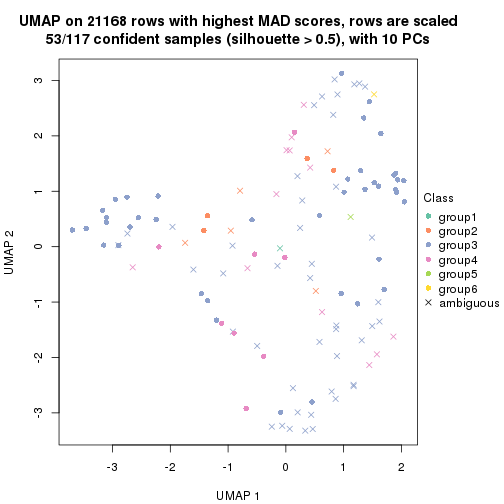 UMAP on 21168 rows with highest MAD scores, rows are scaled
53/117 confident samples (silhouette > 0.5), with 10 PCs
3
2
1
0
-1
-2
-3
UMAP 2
-3
-2
-1
0
1
2
UMAP 1
Class
group1
group2
group3
group4
group5
group6
ambiguous